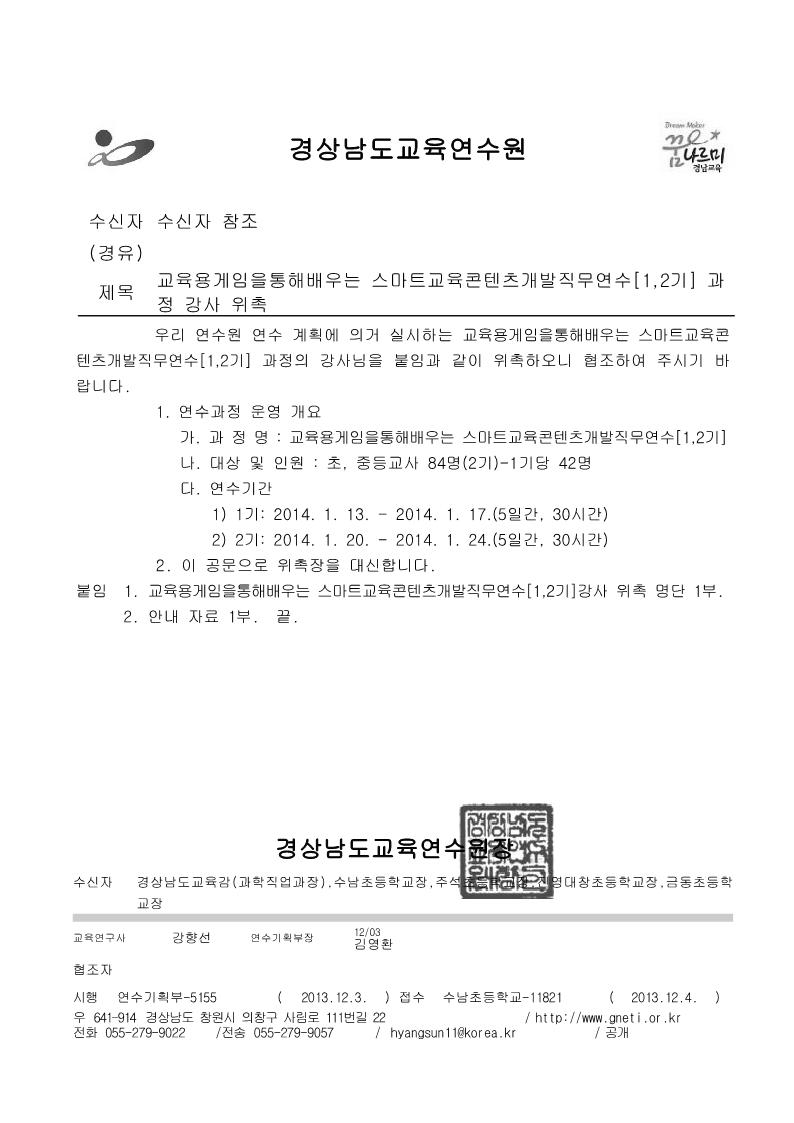 경상남도교육연수원
Dream Maker
꿈나르미
경남교육
수신자 수신자 참조
(경유)
제목 교육용게임을통해배우는 스마트교육콘텐츠개발직무연수[1,2기] 과
정 강사 위촉
우리 연수원 연수 계획에 의거 실시하는 교육용게임을통해배우는 스마트교육콘
텐츠개발직무연수[1,2기] 과정의 강사님을 붙임과 같이 위촉하오니 협조하여 주시기 바
랍니다.
1. 연수과정 운영 개요
가. 과 정 명 : 교육용게임을통해배우는 스마트교육콘텐츠개발직무연수[1,2기]
나. 대상 및 인원 : 초, 중등교사 84명(2기)-1기당 42명
다. 연수기간
1) 1기: 2014. 1. 13. - 2014. 1. 17.(5일간, 30시간)
2) 2기: 2014. 1. 20. - 2014. 1. 24.(5일간, 30시간)
2. 이 공문으로 위촉장을 대신합니다.
붙임 1. 교육용게임을통해배우는 스마트교육콘텐츠개발직무연수[1,2기]강사 위촉 명단 1부.
2. 안내 자료 1부. 끝.
경상남도교육연수원장
수신자 경상남도교육감(과학직업과장),수남초등학교장,주석초등학교장,진영대창초등학교장,금동초등학
교장
교육연구사 강향선 연수기획부장 12/03 김영환
협조자
시행 연수기획부-5155 ( 2013.12.3. ) 접수 수남초등학교-11821 ( 2013.12.4. )
우 641-914 경상남도 창원시 의창구 사림로 111번길 22 / http://www.gneti.or.kr
전화 055-279-9022 /전송 055-279-9057 / hyangsun11@korea.kr / 공개